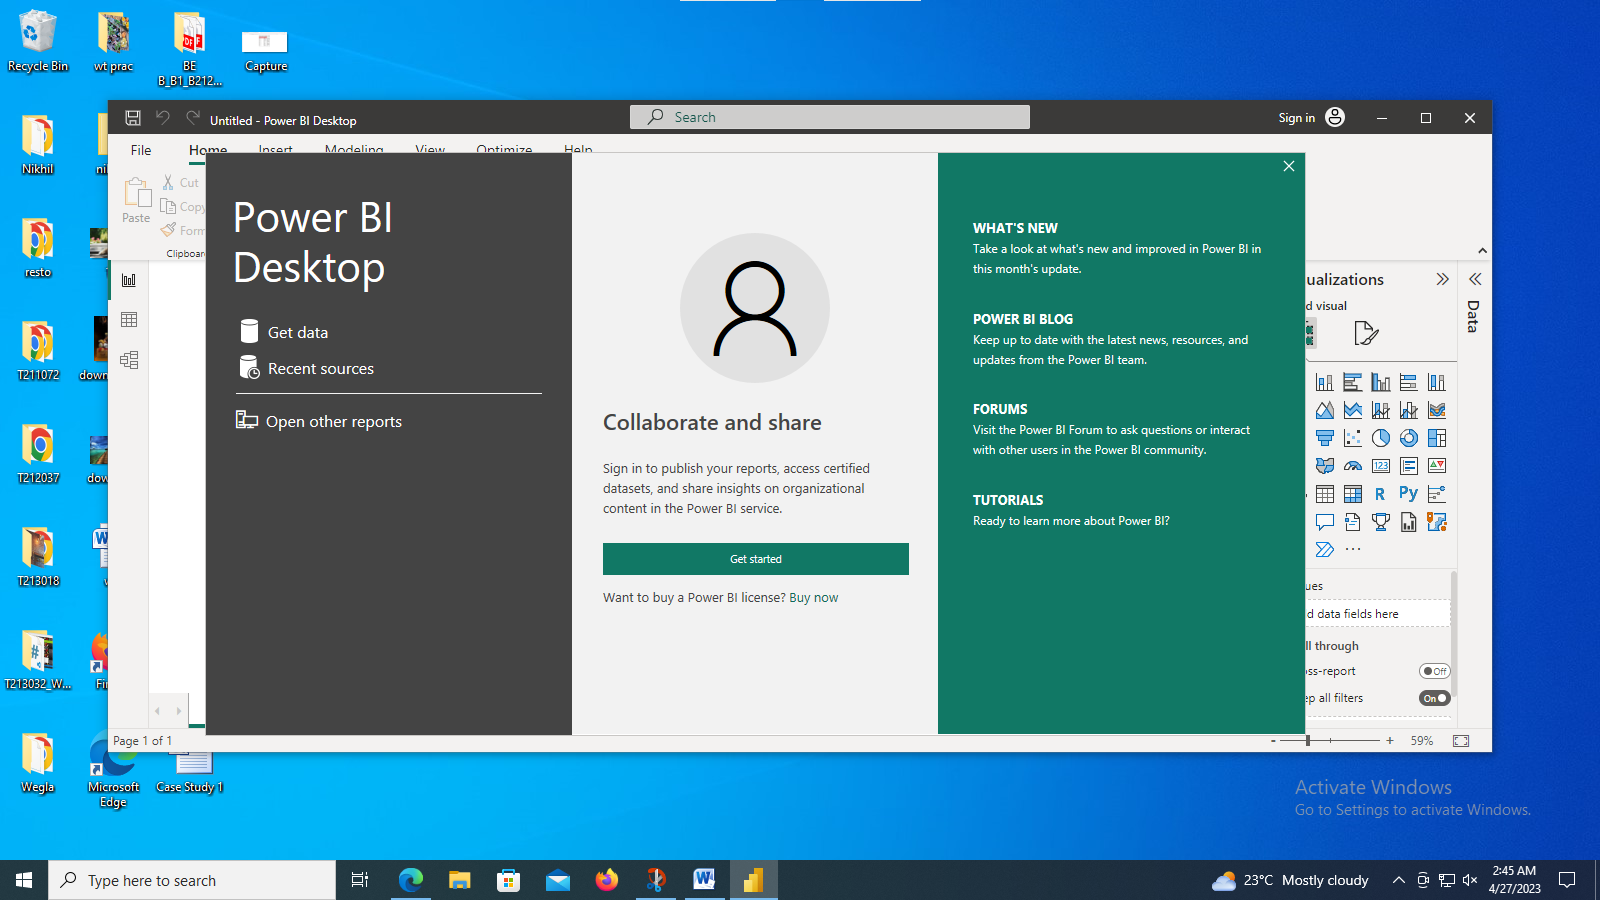 Recycle Bin
wt prac
BE
B_B1_B212...
Capture
Nikhil
resto
T211072
T212037
T213018
T213032_W...
Wegla
Microsoft
Edge
Case Study 1
Untitled - Power BI Desktop
Search
Sign in
File
Home
Insert
Modeling
View
Optimize
Help
Paste
Cut
Copy
Form
Clipboard
Power BI
Desktop
Get data
Recent sources
Open other reports
Collaborate and share
Sign in to publish your reports, access certified
datasets, and share insights on organizational
content in the Power BI service.
Get started
Want to buy a Power BI license? Buy now
WHAT'S NEW
Take a look at what's new and improved in Power BI in
this month's update.
POWER BI BLOG
Keep up to date with the latest news, resources, and
updates from the Power BI team.
FORUMS
Visit the Power BI Forum to ask questions or interact
with other users in the Power BI community.
TUTORIALS
Ready to learn more about Power BI?
ualizations
d visual
Data
123
R
Py
ues
d data fields here
ll through
oss-report
Off
ep all filters
On
Page 1 of 1
- +
59%
Activate Windows
Go to Settings to activate Windows.
Type here to search
23°C Mostly cloudy
2:45 AM
4/27/2023